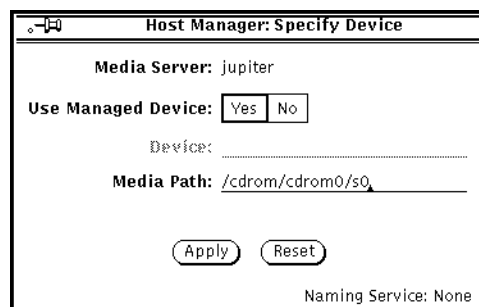 Host Manager: Specify Device
Media Server: jupiter
Use Managed Device: Yes No
Device:
Media Path: /cdrom/cdrom0/s0
Apply Reset
Naming Service: None